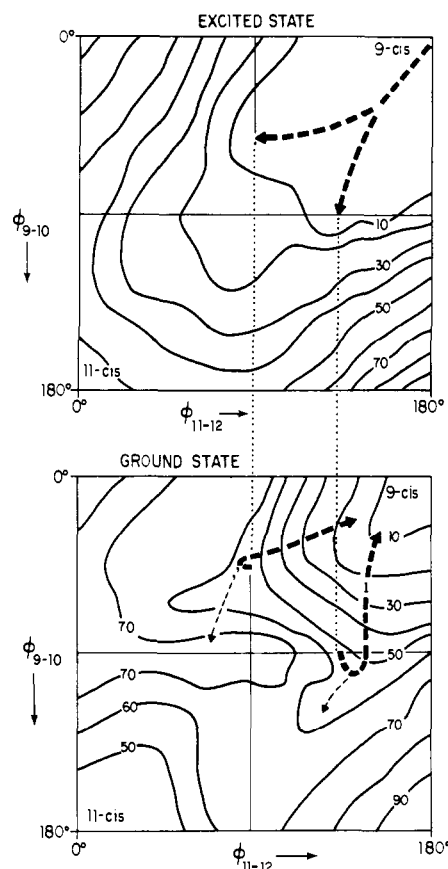 EXCITED STATE
0°
9-cis
ϕ9-10
10
30
50
70
11-cis
180°
0°
ϕ11-12
180°
GROUND STATE
0°
9-cis
10
30
70
50
ϕ9-10
70
70
60
50
90
11-cis
180°
0°
ϕ11-12
180°